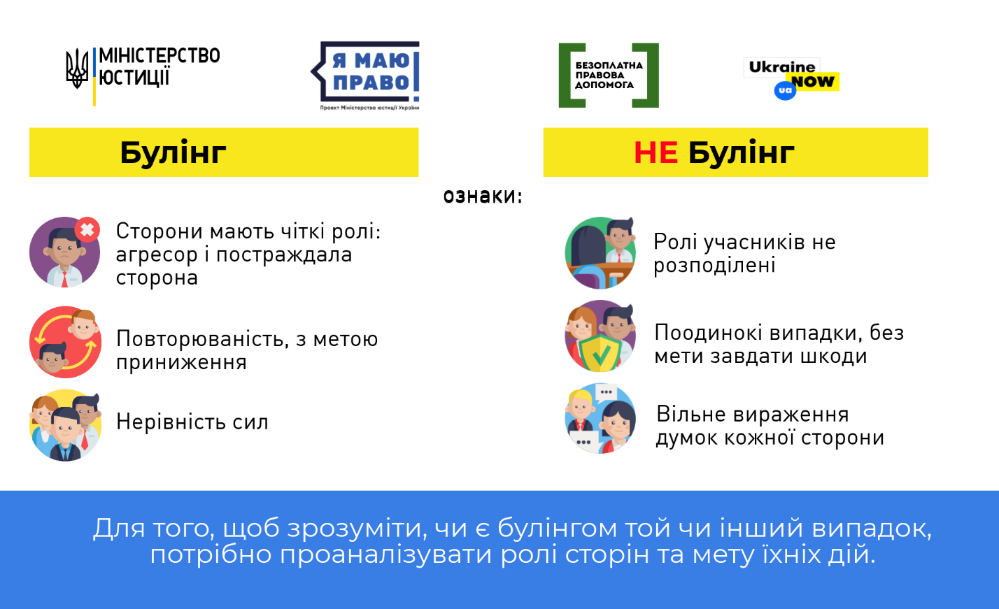 МІНІСТЕРСТВО
ЮСТИЦІЇ
Я МАЮ
ПРАВО!
Проект Міністерства юстиції України
БЕЗОПЛАТНА
ПРАВОВА
ДОПОМОГА
Ukraine
NOW
ua
Булінг
НЕ Булінг
ознаки:
Сторони мають чіткі ролі:
агресор і постраждала
сторона
Повторюваність, з метою
приниження
Нерівність сил
Ролі учасників не
розподілені
Поодинокі випадки, без
мети завдати шкоди
Вільне вираження
думок кожної сторони
Для того, щоб зрозуміти, чи є булінгом той чи інший випадок,
потрібно проаналізувати ролі сторін та мету їхніх дій.